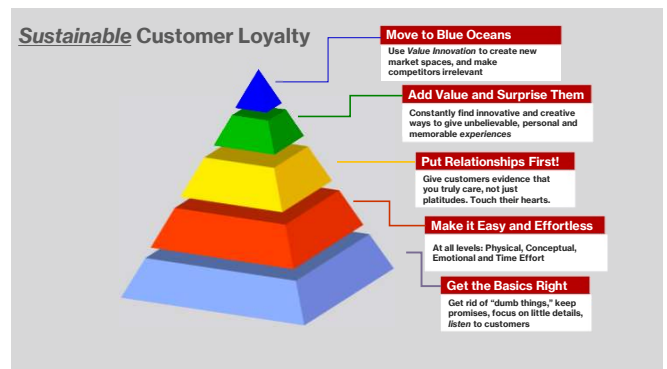 Sustainable Customer Loyalty
Move to Blue Oceans
Use Value Innovation to create new
market spaces, and make
competitors irrelevant
Add Value and Surprise Them
Constantly find innovative and creative
ways to give unbelievable, personal and
memorable experiences
Put Relationships First!
Give customers evidence that
you truly care, not just
platitudes. Touch their hearts.
Make it Easy and Effortless
At all levels: Physical, Conceptual,
Emotional and Time Effort
Get the Basics Right
Get rid of “dumb things,” keep
promises, focus on little details,
listen to customers